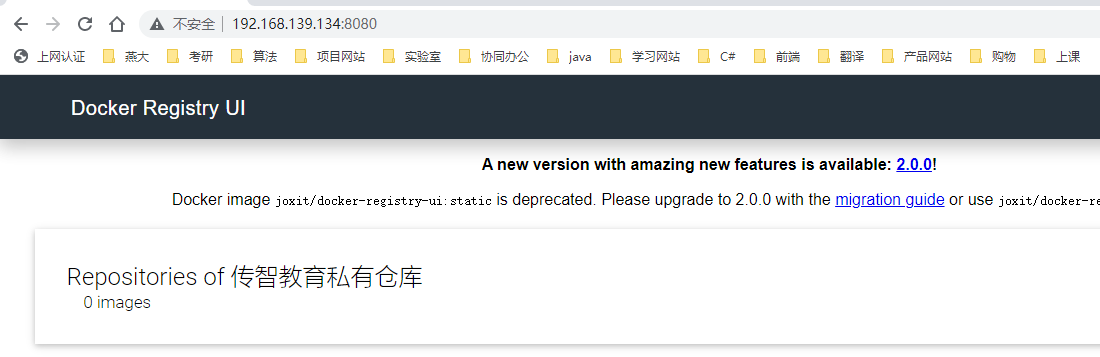 不安全 192.168.139.134:8080
上网认证 燕大 考研 算法 项目网站 实验室 协同办公 java 学习网站 C# 前端 翻译 产品网站 购物 上课
Docker Registry UI
A new version with amazing new features is available: 2.0.0!
Docker image joxit/docker-registry-ui:static is deprecated. Please upgrade to 2.0.0 with the migration guide or use joxit/docker-re
Repositories of 传智教育私有仓库
0 images